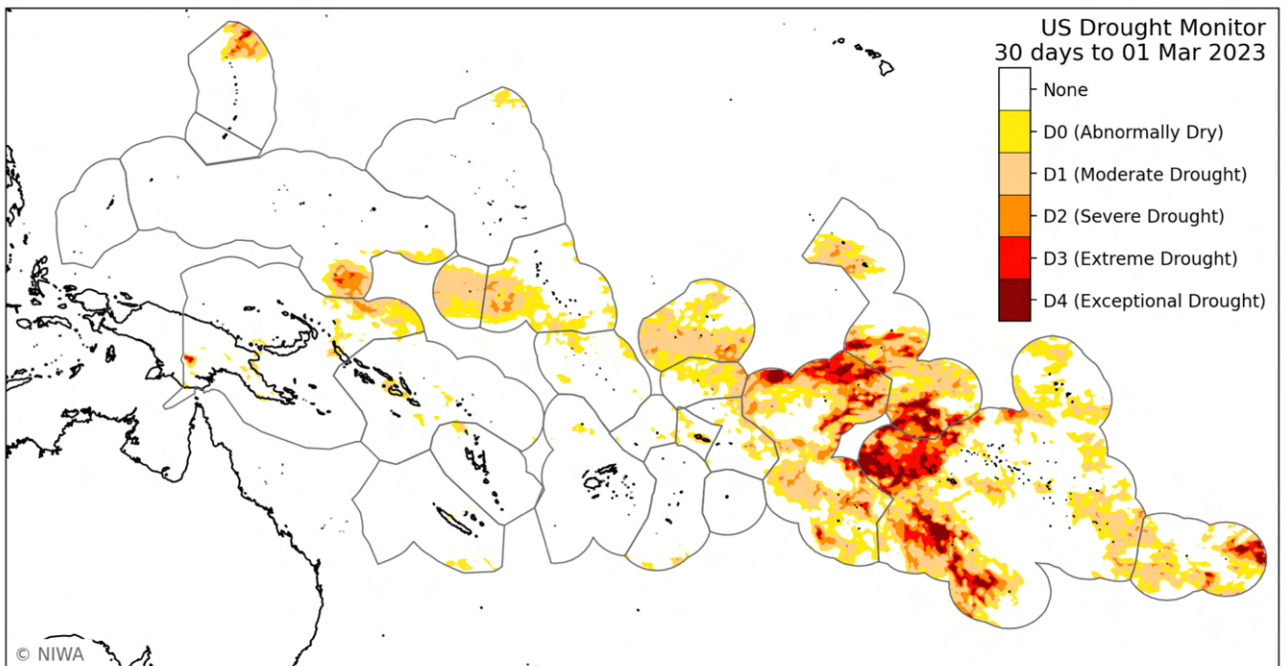 US Drought Monitor
30 days to 01 Mar 2023
None
D0 (Abnormally Dry)
D1 (Moderate Drought)
D2 (Severe Drought)
D3 (Extreme Drought)
D4 (Exceptional Drought)
© NIWA